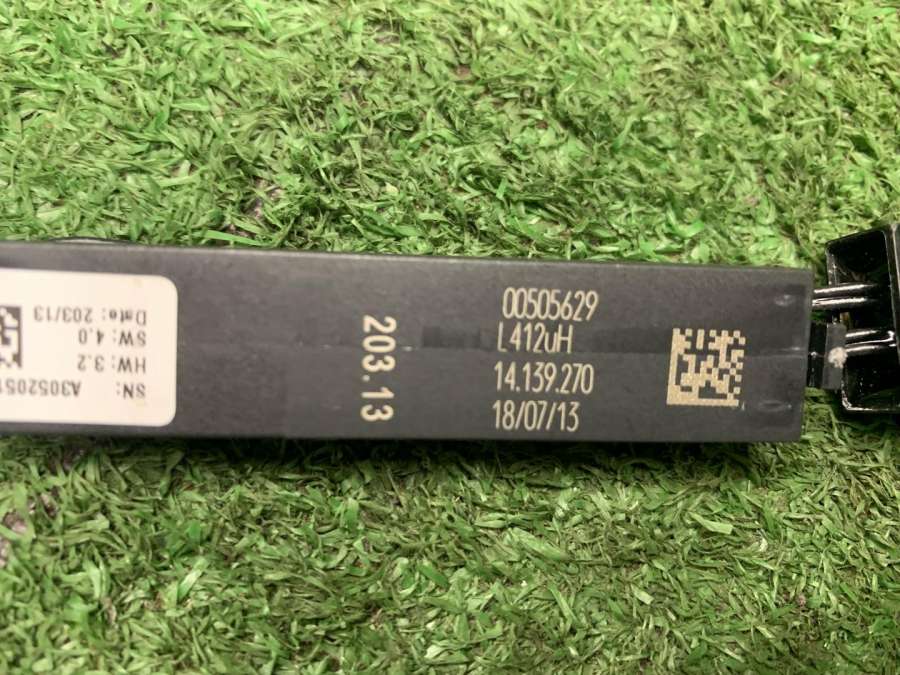 00505629
L412uH
14.139.270
18/07/13
203.13
SN:
A3052051
HW: 3.2
SW: 4.0
Date: 203/13